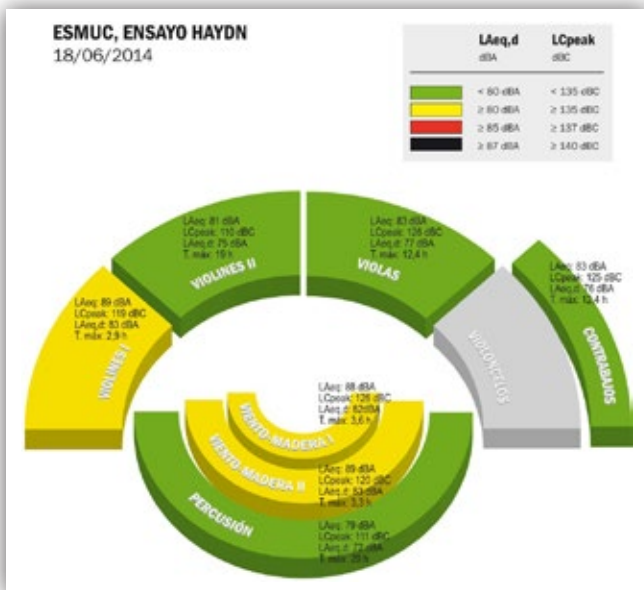 ESMUC, ENSAYO HAYDN
18/06/2014
LAeq,d LCpeak
dBA dBC
< 80 dBA < 135 dBC
≥ 80 dBA ≥ 135 dBC
≥ 85 dBA ≥ 137 dBC
≥ 87 dBA ≥ 140 dBC
LAeq: 89 dBA
LCpeak: 119 dBC
LAeq,d: 83 dBA
T. máx: 2,9 h
VIOLINES I
LAeq: 81 dBA
LCpeak: 110 dBC
LAeq,d: 75 dBA
T. máx: 19 h
VIOLINES II
LAeq: 83 dBA
LCpeak: 126 dBC
LAeq,d: 77 dBA
T. máx: 12,4 h
VIOLAS
VIOLONCELOS
LAeq: 83 dBA
LCpeak: 125 dBC
LAeq,d: 76 dBA
T. máx: 12,4 h
CONTRABAJOS
LAeq: 88 dBA
LCpeak: 126 dBC
LAeq,d: 82dBA
T. máx: 3,6 h
VIENTO-MADERA I
LAeq: 89 dBA
LCpeak: 120 dBC
LAeq,d: 83 dBA
T. máx: 3,3 h
VIENTO-MADERA II
LAeq: 79 dBA
LCpeak: 111 dBC
LAeq,d: 72 dBA
T. máx:
PERCUSIÓN